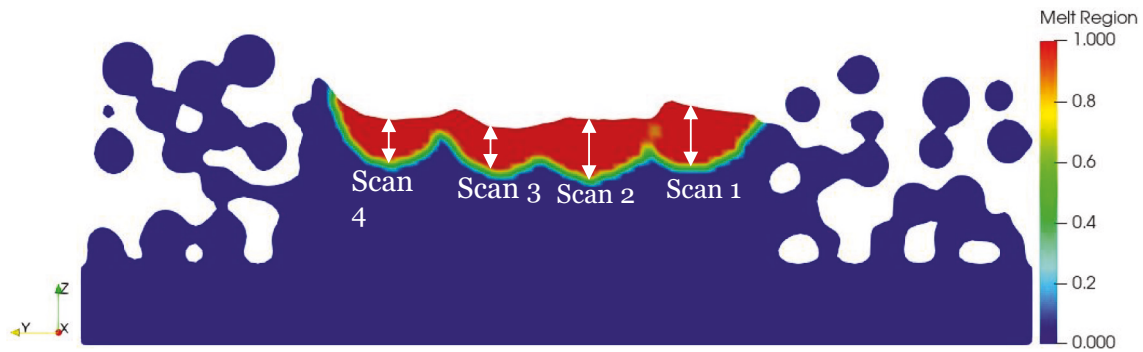 Melt Region
1.000
0.8
0.6
0.4
0.2
0.000
Scan
4
Scan 3
Scan 2
Scan 1
Z
Y
X